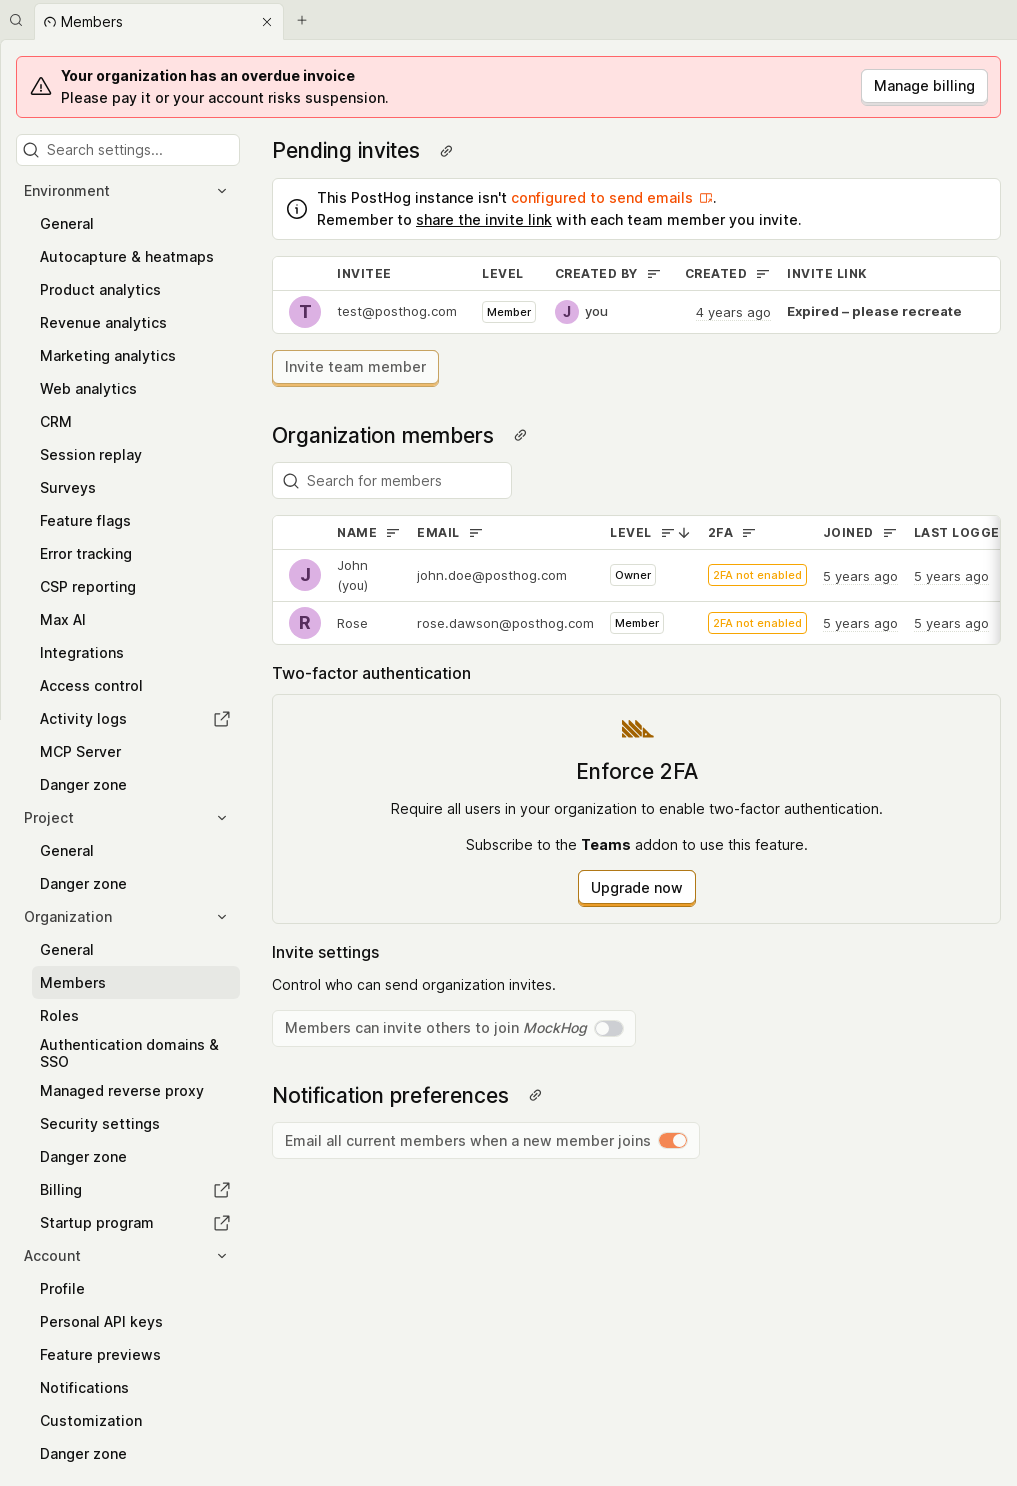 Members
Your organization has an overdue invoice
Please pay it or your account risks suspension.
Manage billing
Search settings...
Environment
General
Autocapture & heatmaps
Product analytics
Revenue analytics
Marketing analytics
Web analytics
CRM
Session replay
Surveys
Feature flags
Error tracking
CSP reporting
Max AI
Integrations
Access control
Activity logs
MCP Server
Danger zone
Project
General
Danger zone
Organization
General
Members
Roles
Authentication domains &
SSO
Managed reverse proxy
Security settings
Danger zone
Billing
Startup program
Account
Profile
Personal API keys
Feature previews
Notifications
Customization
Danger zone
Pending invites
This PostHog instance isn't configured to send emails.
Remember to share the invite link with each team member you invite.
INVITEE LEVEL CREATED BY CREATED INVITE LINK
T test@posthog.com Member J you 4 years ago Expired – please recreate
Invite team member
Organization members
Search for members
NAME EMAIL LEVEL 2FA JOINED LAST LOGGE
J John (you) john.doe@posthog.com Owner 2FA not enabled 5 years ago 5 years ago
R Rose rose.dawson@posthog.com Member 2FA not enabled 5 years ago 5 years ago
Two-factor authentication
Enforce 2FA
Require all users in your organization to enable two-factor authentication.
Subscribe to the Teams addon to use this feature.
Upgrade now
Invite settings
Control who can send organization invites.
Members can invite others to join MockHog
Notification preferences
Email all current members when a new member joins